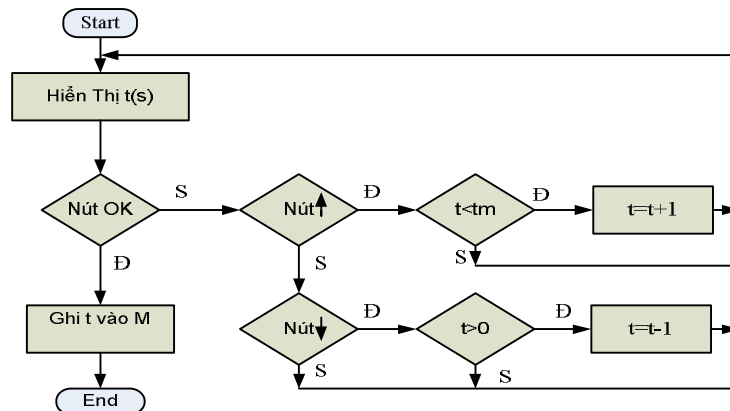 Start
Hiển Thị t(s)
Nút OK
S
Nút
Đ
t<tm
Đ
t=t+1
Đ
S
S
Ghi t vào M
Nút
Đ
t>0
Đ
t=t-1
S
S
End